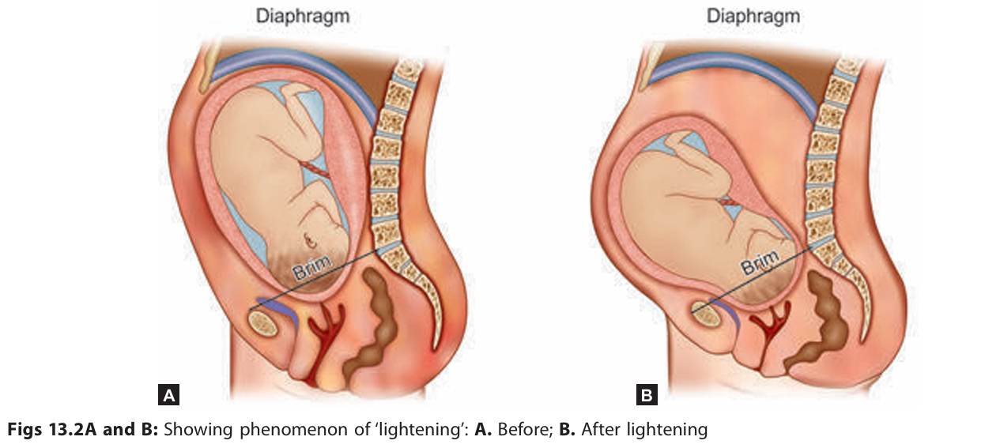 Diaphragm
Diaphragm
Brim
Brim
A
B
Figs 13.2A and B: Showing phenomenon of ‘lightening’: A. Before; B. After lightening